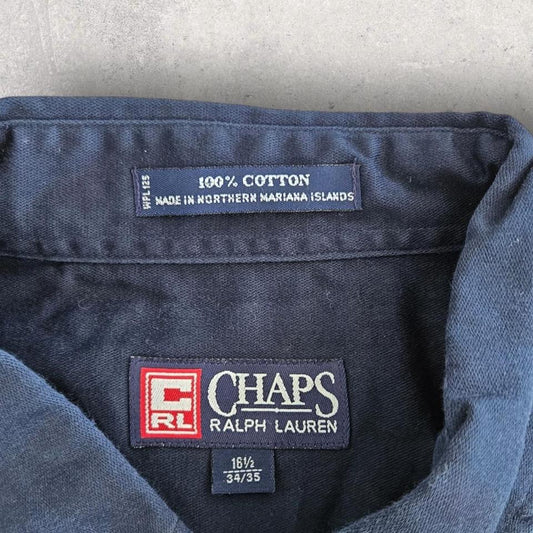 WPL125
100% COTTON
MADE IN NORTHERN MARIANA ISLANDS
C
RL
CHAPS
RALPH LAUREN
16½
34/35